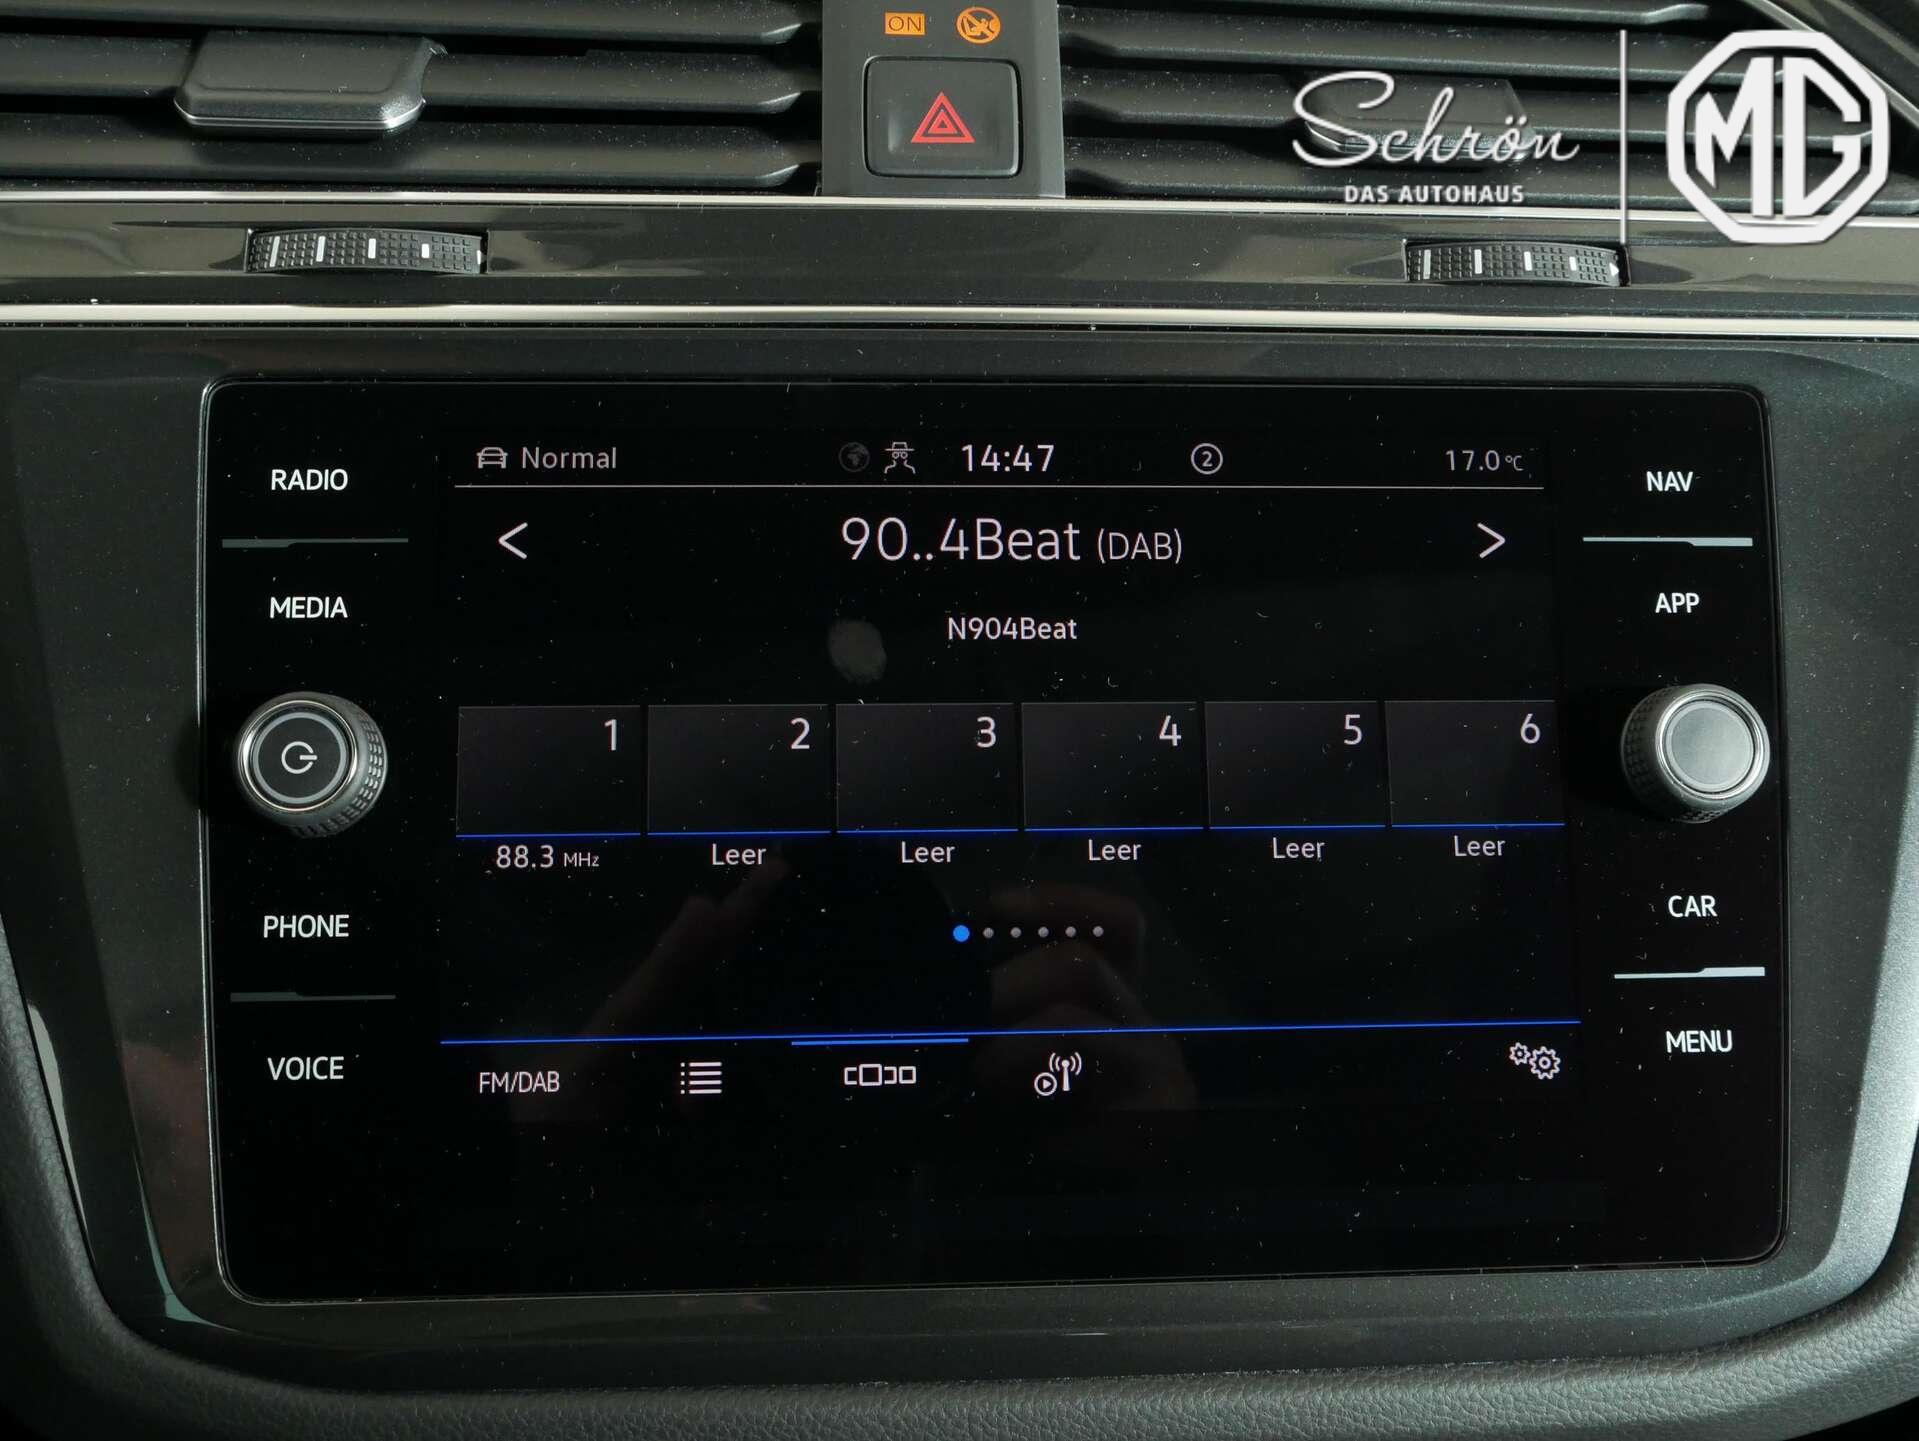 ON
Schrön
DAS AUTOHAUS
MG
RADIO
MEDIA
PHONE
VOICE
Normal
14:47
2
17.0 °C
< 90..4Beat (DAB) >
N904Beat
1 2 3 4 5 6
88.3 MHz Leer Leer Leer Leer Leer
FM/DAB
NAV
APP
CAR
MENU